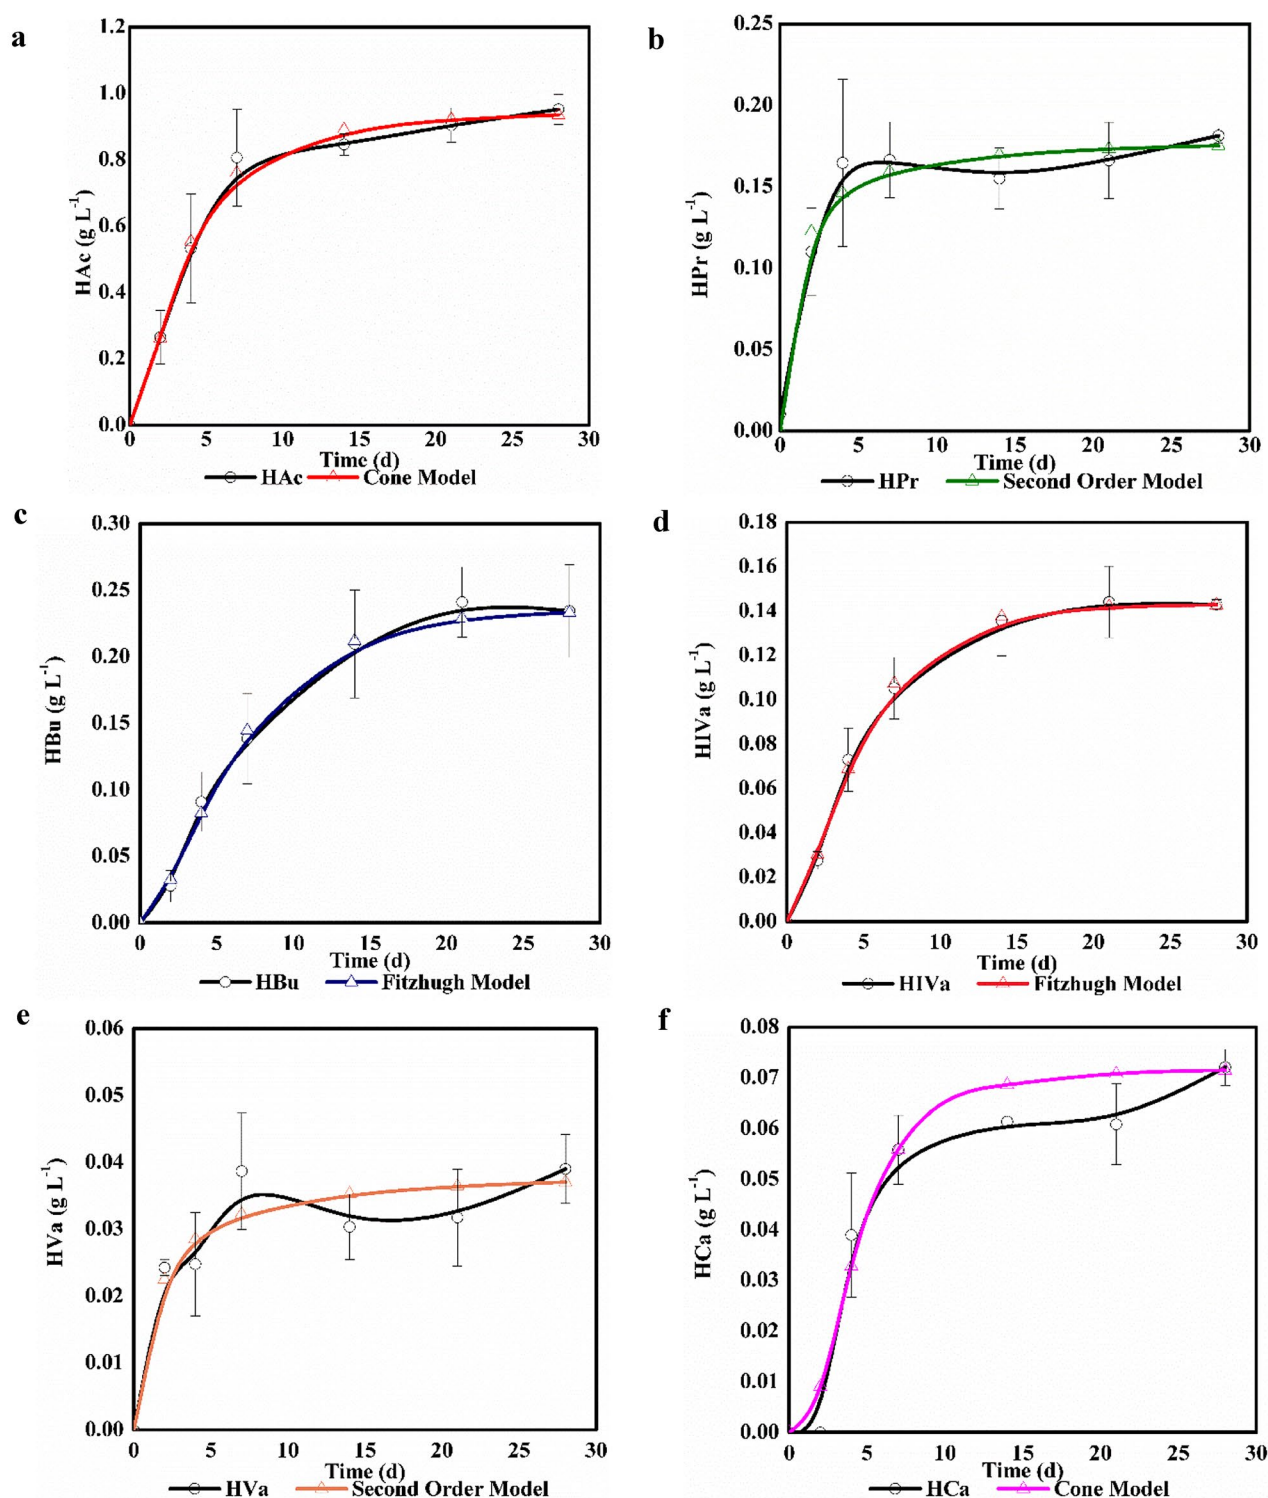 a
1.2
1.0
0.8
0.6
0.4
0.2
0.0
HAc (g L⁻¹)
0 5 10 15 20 25 30
Time (d)
HAc Cone Model
b
0.25
0.20
0.15
0.10
0.05
0.00
HPr (g L⁻¹)
0 5 10 15 20 25 30
Time (d)
HPr Second Order Model
c
0.30
0.25
0.20
0.15
0.10
0.05
0.00
HBu (g L⁻¹)
0 5 10 15 20 25 30
Time (d)
HBu Fitzhugh Model
d
0.18
0.16
0.14
0.12
0.10
0.08
0.06
0.04
0.02
0.00
HIVa (g L⁻¹)
0 5 10 15 20 25 30
Time (d)
HIVa Fitzhugh Model
e
0.06
0.05
0.04
0.03
0.02
0.01
0.00
HVa (g L⁻¹)
0 5 10 15 20 25 30
Time (d)
HVa Second Order Model
f
0.08
0.07
0.06
0.05
0.04
0.03
0.02
0.01
0.00
HCa (g L⁻¹)
0 5 10 15 20 25 30
Time (d)
HCa Cone Model